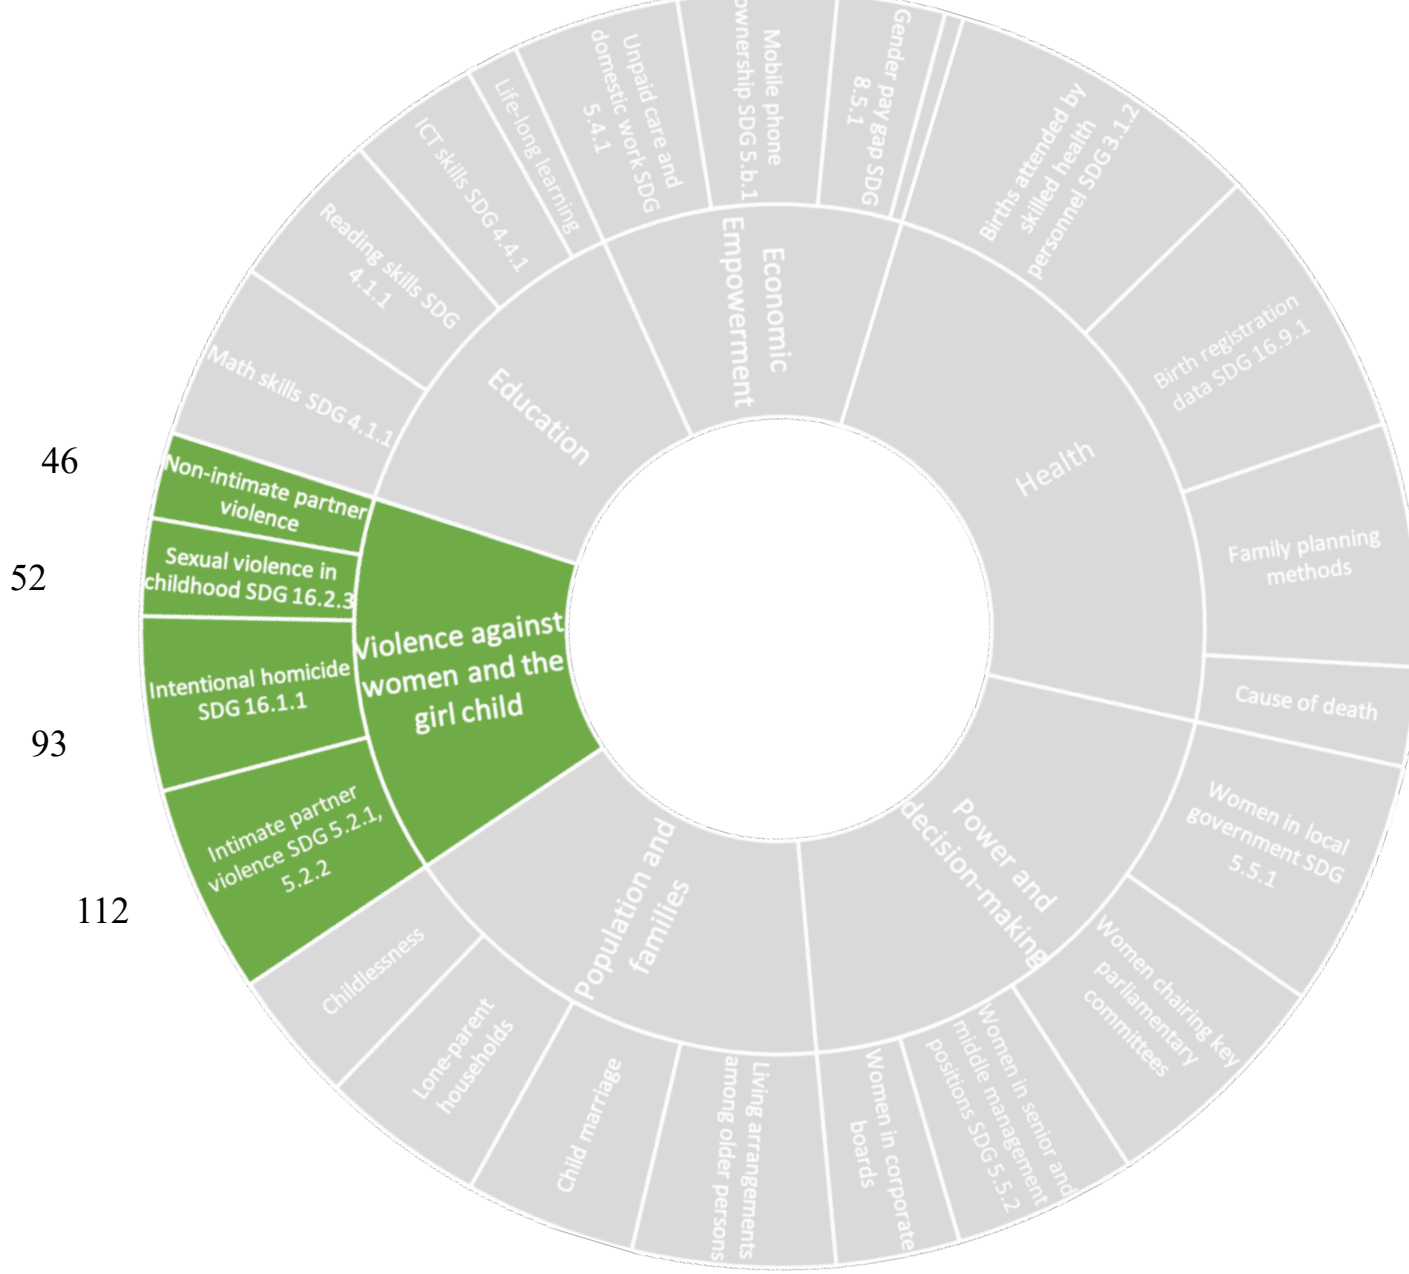 Gender pay gap SDG
8.5.1
Mobile phone
ownership SDG 5.b.1
Unpaid care and
domestic work SDG
5.4.1
Economic
Empowerment
Life-long learning
ICT skills SDG 4.4.1
Reading skills SDG
4.1.1
Math skills SDG 4.1.1
Education
Births attended by
skilled health
personnel SDG 3.1.2
Birth registration
data SDG 16.9.1
Family planning
methods
Cause of death
Health
46
Non-intimate partner
violence
52
Sexual violence in
childhood SDG 16.2.3
93
Intentional homicide
SDG 16.1.1
112
Intimate partner
violence SDG 5.2.1,
5.2.2
Violence against
women and the
girl child
Population and
families
Childlessness
Lone-parent
households
Child marriage
Living arrangements
among older persons
Power and
decision-making
Women in local
government SDG
5.5.1
Women chairing key
parliamentary
committees
Women in senior and
middle management
positions SDG 5.5.2
Women in corporate
boards